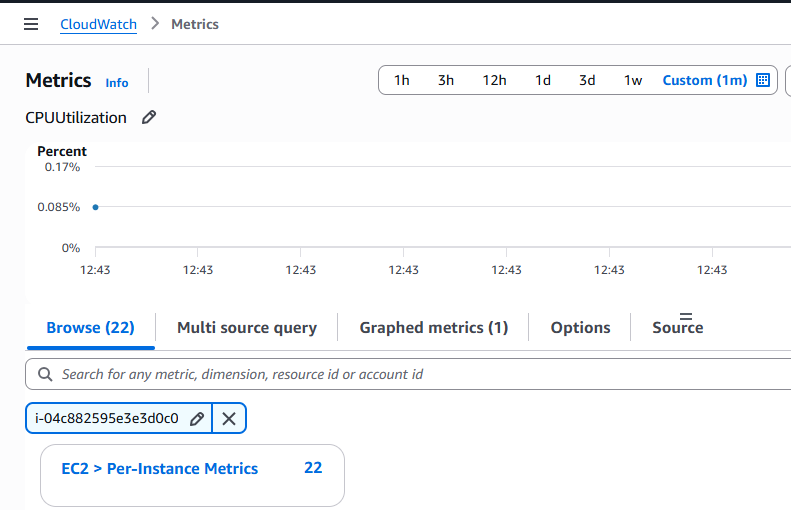 CloudWatch > Metrics
Metrics Info
1h 3h 12h 1d 3d 1w Custom (1m)
CPUUtilization
Percent
0.17%
0.085%
0%
12:43 12:43 12:43 12:43 12:43 12:43 12:43
Browse (22) Multi source query Graphed metrics (1) Options Source
Search for any metric, dimension, resource id or account id
i-04c882595e3e3d0c0
EC2 > Per-Instance Metrics 22